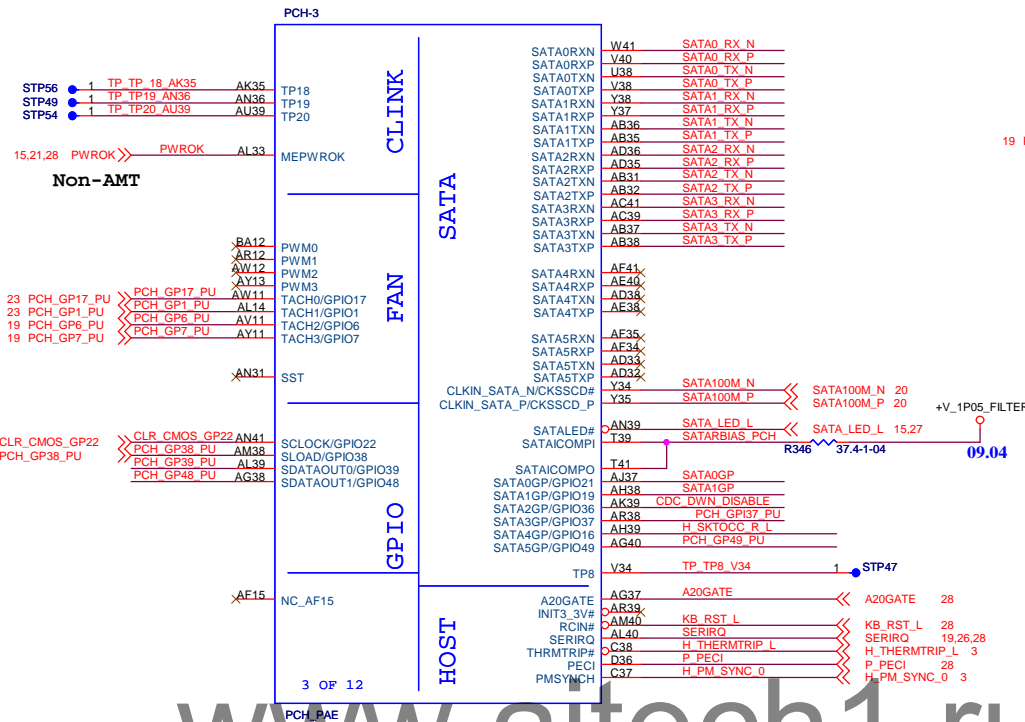 PCH-3
CLINK
SATA
FAN
GPIO
HOST
STP56 1 TP_TP_18_AK35 AK35 TP18
STP49 1 TP_TP19_AN36 AN36 TP19
STP54 1 TP_TP20_AU39 AU39 TP20
15,21,28 PWROK PWROK AL33 MEPWROK
Non-AMT
BA12 PWM0
AR12 PWM1
AW12 PWM2
AY13 PWM3
23 PCH_GP17_PU PCH_GP17_PU AW11 TACH0/GPIO17
23 PCH_GP1_PU PCH_GP1_PU AL14 TACH1/GPIO1
19 PCH_GP6_PU PCH_GP6_PU AV11 TACH2/GPIO6
19 PCH_GP7_PU PCH_GP7_PU AY11 TACH3/GPIO7
AN31 SST
CLR_CMOS_GP22 CLR_CMOS_GP22 AN41 SCLOCK/GPIO22
PCH_GP38_PU PCH_GP38_PU AM38 SLOAD/GPIO38
PCH_GP39_PU AL39 SDATAOUT0/GPIO39
PCH_GP48_PU AG38 SDATAOUT1/GPIO48
AF15 NC_AF15
3 OF 12
PCH_PAE
SATA0RXN W41 SATA0_RX_N
SATA0RXP V40 SATA0_RX_P
SATA0TXN U38 SATA0_TX_N
SATA0TXP V38 SATA0_TX_P
SATA1RXN Y38 SATA1_RX_N
SATA1RXP Y37 SATA1_RX_P
SATA1TXN AB36 SATA1_TX_N
SATA1TXP AB35 SATA1_TX_P
SATA2RXN AD36 SATA2_RX_N
SATA2RXP AD35 SATA2_RX_P
SATA2TXN AB31 SATA2_TX_N
SATA2TXP AB32 SATA2_TX_P
SATA3RXN AC41 SATA3_RX_N
SATA3RXP AC39 SATA3_RX_P
SATA3TXN AB37 SATA3_TX_N
SATA3TXP AB38 SATA3_TX_P
SATA4RXN AF41
SATA4RXP AE40
SATA4TXN AD38
SATA4TXP AE38
SATA5RXN AF35
SATA5RXP AF34
SATA5TXN AD33
SATA5TXP AD32
CLKIN_SATA_N/CKSSCD# Y34 SATA100M_N SATA100M_N 20
CLKIN_SATA_P/CKSSCD_P Y35 SATA100M_P SATA100M_P 20
SATALED# AN39 SATA_LED_L SATA_LED_L 15,27
SATAICOMPI T39 SATARBIAS_PCH R346 37.4-1-04
+V_1P05_FILTER
09.04
SATAICOMPO T41
SATA0GP/GPIO21 AJ37 SATA0GP
SATA1GP/GPIO19 AH38 SATA1GP
SATA2GP/GPIO36 AK39 CDC_DWN_DISABLE
SATA3GP/GPIO37 AR38 PCH_GPI37_PU
SATA4GP/GPIO16 AH39 H_SKTOCC_R_L
SATA5GP/GPIO49 AG40 PCH_GP49_PU
TP8 V34 TP_TP8_V34 1 STP47
A20GATE AG37 A20GATE A20GATE 28
INIT3_3V# AR39
RCIN# AM40 KB_RST_L KB_RST_L 28
SERIRQ AL40 SERIRQ SERIRQ 19,26,28
THRMTRIP# C38 H_THERMTRIP_L H_THERMTRIP_L 3
PECI D36 P_PECI P_PECI 28
PMSYNCH C37 H_PM_SYNC_0 H_PM_SYNC_0 3
19
www.aitech1.ru